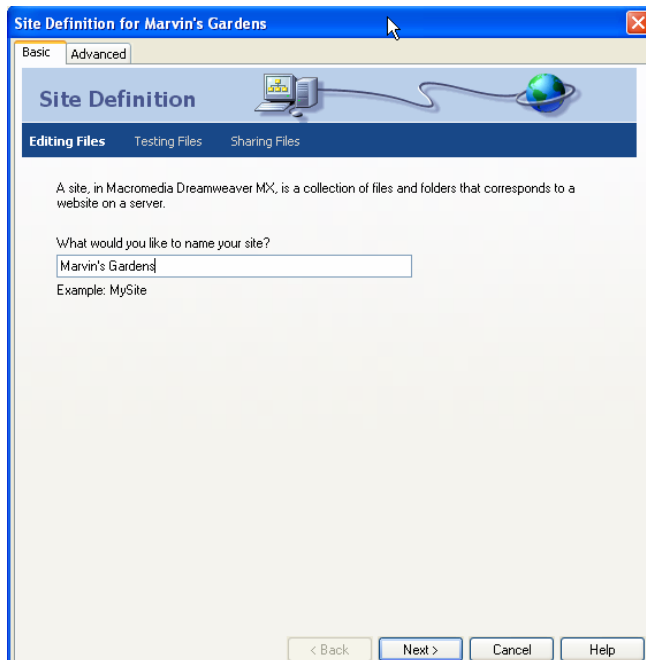 Site Definition for Marvin's Gardens
Basic Advanced
Site Definition
Editing Files Testing Files Sharing Files
A site, in Macromedia Dreamweaver MX, is a collection of files and folders that corresponds to a
website on a server.
What would you like to name your site?
Marvin's Gardens
Example: MySite
< Back Next > Cancel Help